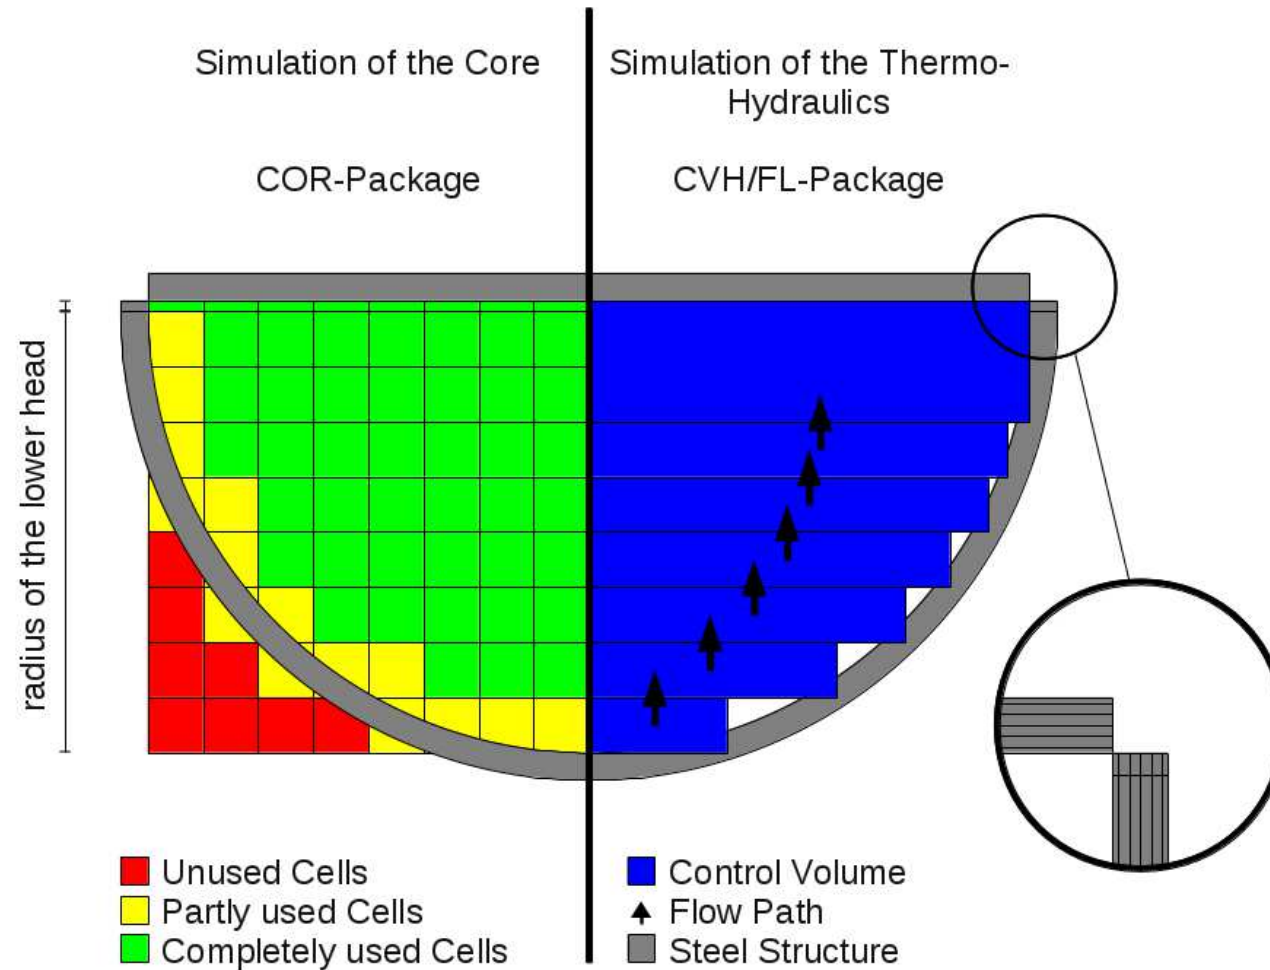 Simulation of the Core
Simulation of the Thermo-
Hydraulics
COR-Package
CVH/FL-Package
radius of the lower head
Unused Cells
Partly used Cells
Completely used Cells
Control Volume
Flow Path
Steel Structure